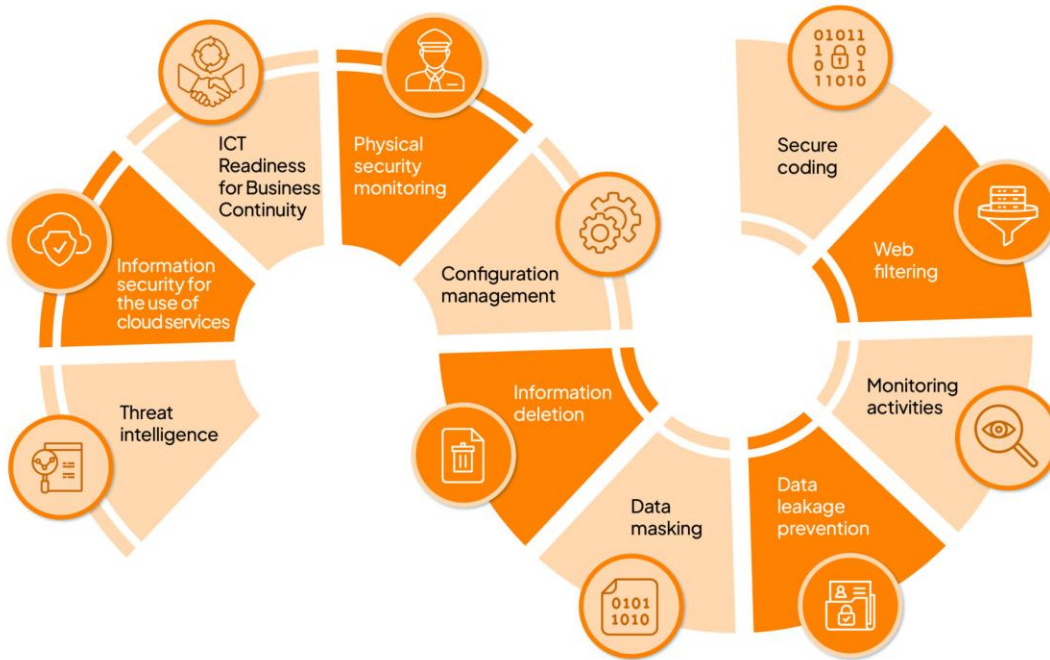 Threat
intelligence
Information
security for
the use of
cloud services
ICT
Readiness
for Business
Continuity
Physical
security
monitoring
Configuration
management
Information
deletion
Data
masking
Data
leakage
prevention
Monitoring
activities
Web
filtering
Secure
coding
01011
1 0
0 1
11010
0101
1010